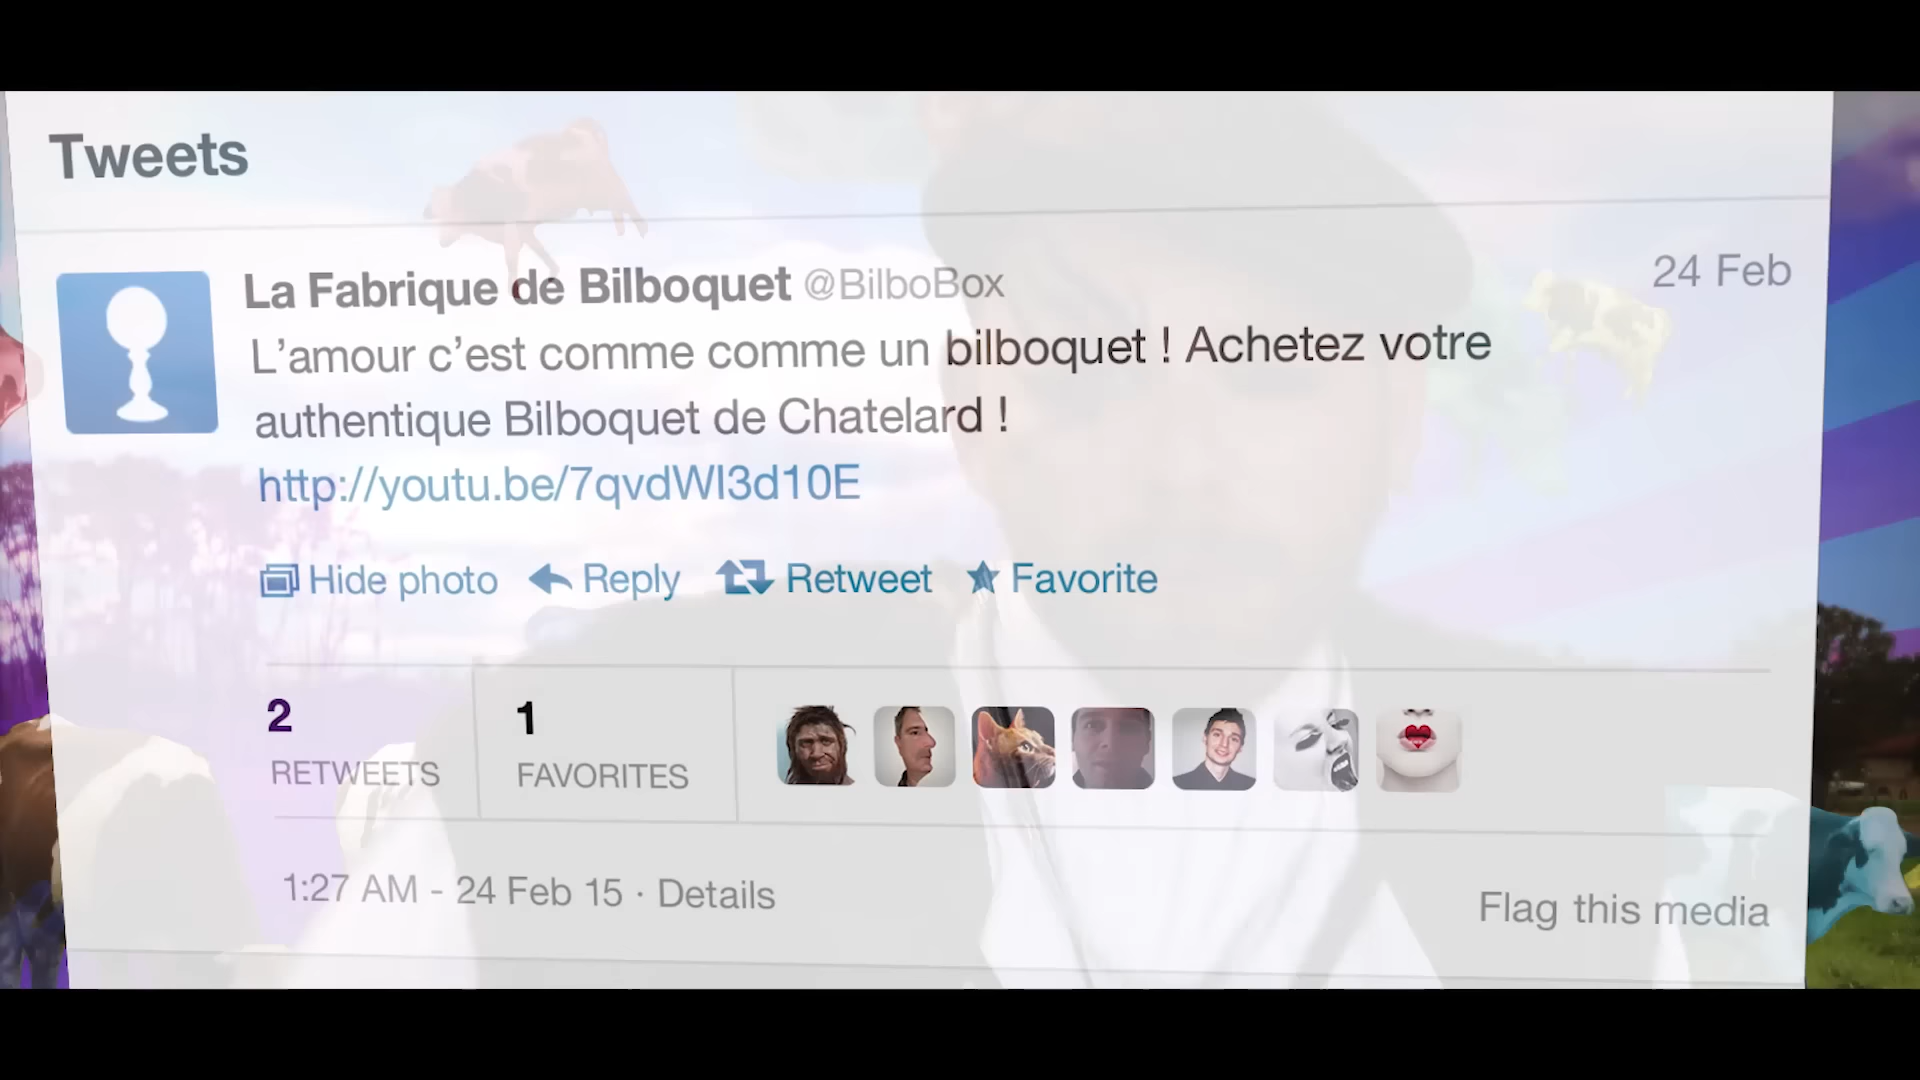 Tweets
La Fabrique de Bilboquet @BilboBox
24 Feb
L’amour c’est comme comme un bilboquet ! Achetez votre
authentique Bilboquet de Chatelard !
http://youtu.be/7qvdWI3d10E
Hide photo Reply Retweet Favorite
2
RETWEETS
1
FAVORITES
1:27 AM - 24 Feb 15 · Details
Flag this media